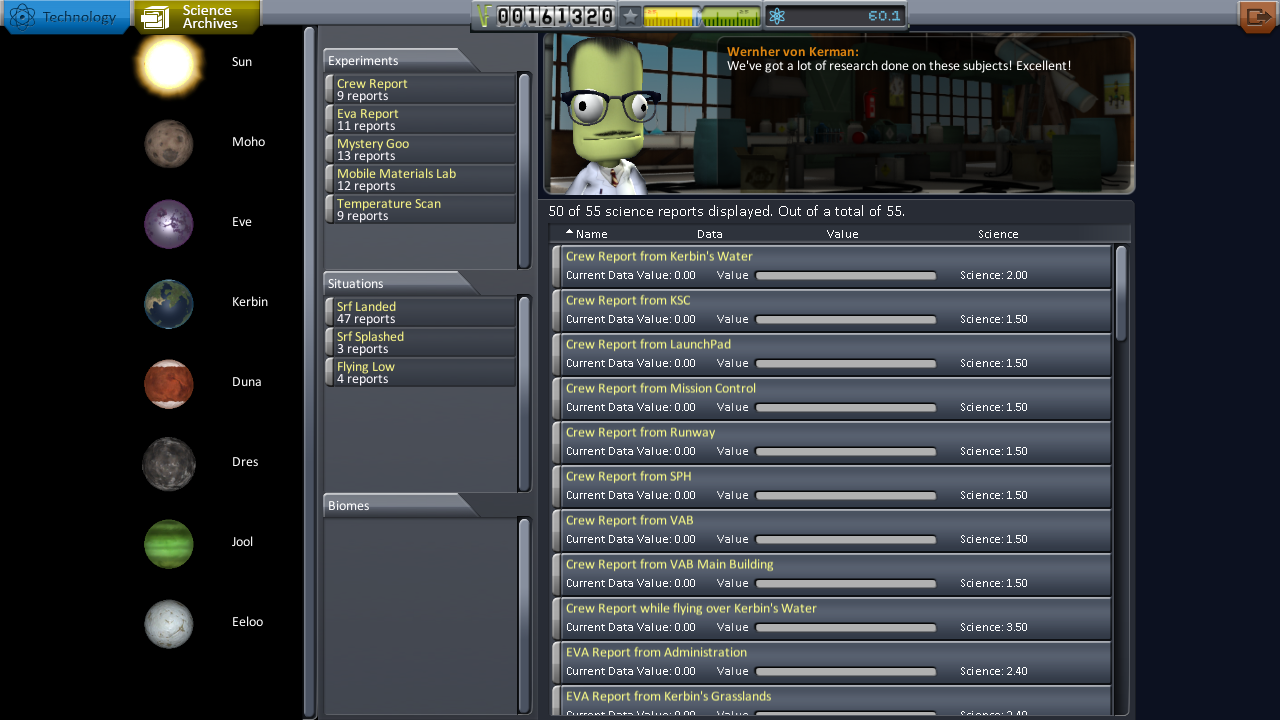 Technology
Science
Archives
00161320
60.1
Sun
Moho
Eve
Kerbin
Duna
Dres
Jool
Eeloo
Experiments
Crew Report
9 reports
Eva Report
11 reports
Mystery Goo
13 reports
Mobile Materials Lab
12 reports
Temperature Scan
9 reports
Situations
Srf Landed
47 reports
Srf Splashed
3 reports
Flying Low
4 reports
Biomes
Wernher von Kerman:
We've got a lot of research done on these subjects! Excellent!
50 of 55 science reports displayed. Out of a total of 55.
Name Data Value Science
Crew Report from Kerbin's Water
Current Data Value: 0.00 Value Science: 2.00
Crew Report from KSC
Current Data Value: 0.00 Value Science: 1.50
Crew Report from LaunchPad
Current Data Value: 0.00 Value Science: 1.50
Crew Report from Mission Control
Current Data Value: 0.00 Value Science: 1.50
Crew Report from Runway
Current Data Value: 0.00 Value Science: 1.50
Crew Report from SPH
Current Data Value: 0.00 Value Science: 1.50
Crew Report from VAB
Current Data Value: 0.00 Value Science: 1.50
Crew Report from VAB Main Building
Current Data Value: 0.00 Value Science: 1.50
Crew Report while flying over Kerbin's Water
Current Data Value: 0.00 Value Science: 3.50
EVA Report from Administration
Current Data Value: 0.00 Value Science: 2.40
EVA Report from Kerbin's Grasslands
Current Data Value: 0.00 Value Science: 2.40